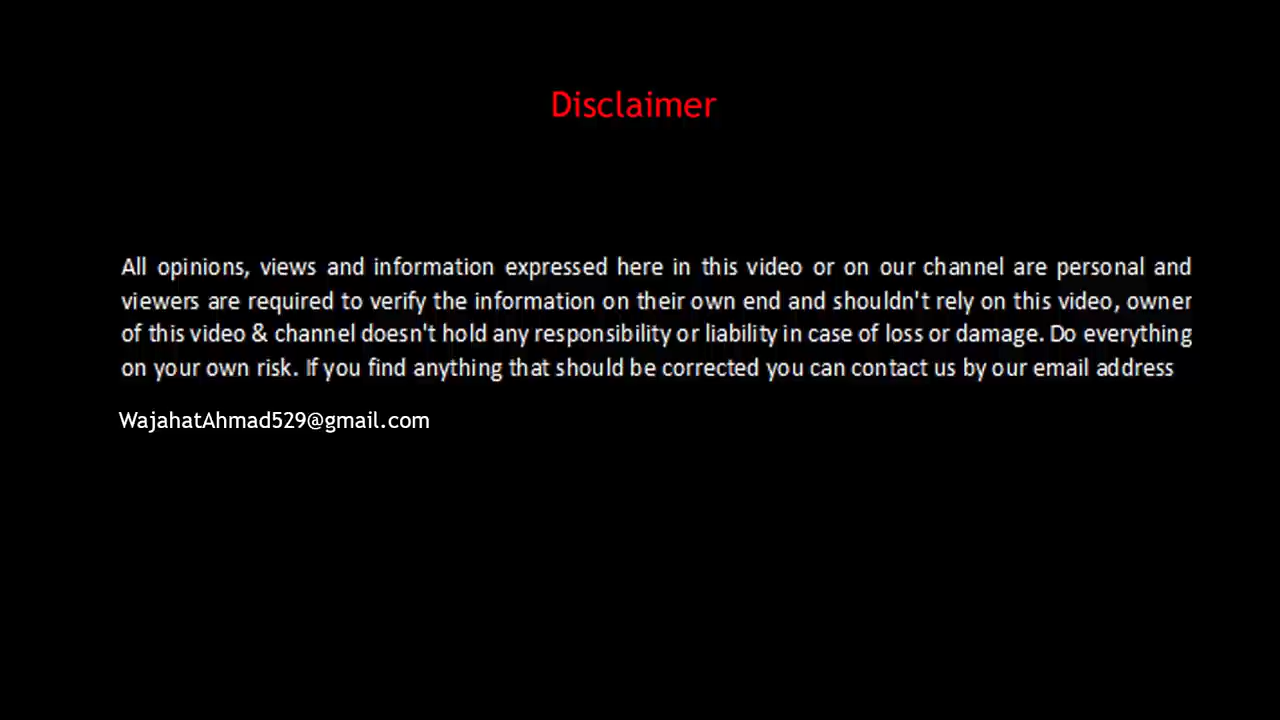 Disclaimer
All opinions, views and information expressed here in this video or on our channel are personal and
viewers are required to verify the information on their own end and shouldn't rely on this video, owner
of this video & channel doesn't hold any responsibility or liability in case of loss or damage. Do everything
on your own risk. If you find anything that should be corrected you can contact us by our email address
WajahatAhmad529@gmail.com